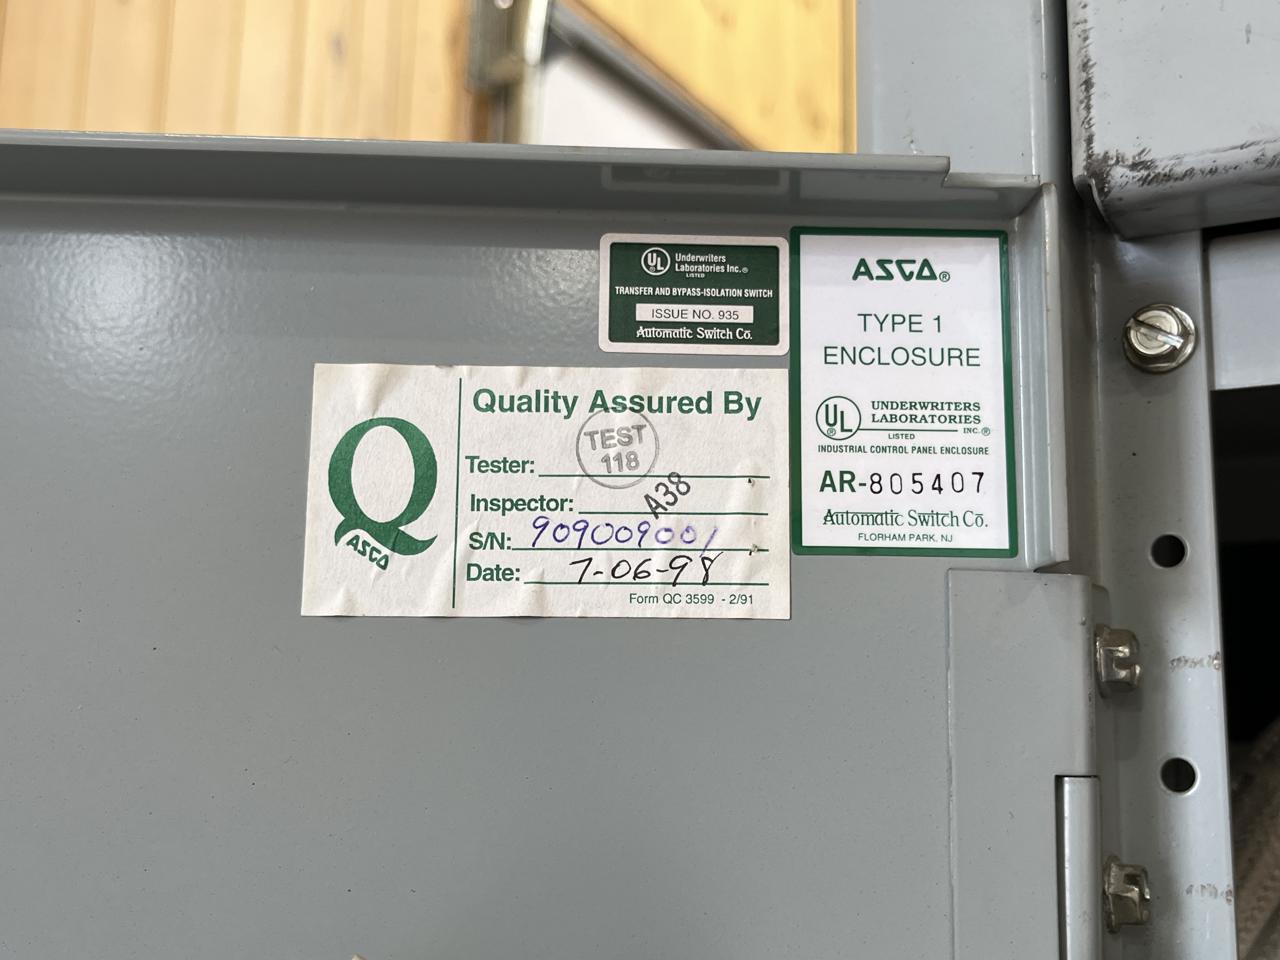 Underwriters
Laboratories Inc.®
UL
LISTED
TRANSFER AND BYPASS-ISOLATION SWITCH
ISSUE NO. 935
Automatic Switch Co.
ASCO®
TYPE 1
ENCLOSURE
UL
UNDERWRITERS
LABORATORIES
INC.®
LISTED
INDUSTRIAL CONTROL PANEL ENCLOSURE
AR-805407
Automatic Switch Co.
FLORHAM PARK, NJ
Q
ASCO
Quality Assured By
Tester: TEST
118
Inspector: A38
S/N: 909009001
Date: 7-06-98
Form QC 3599 - 2/91